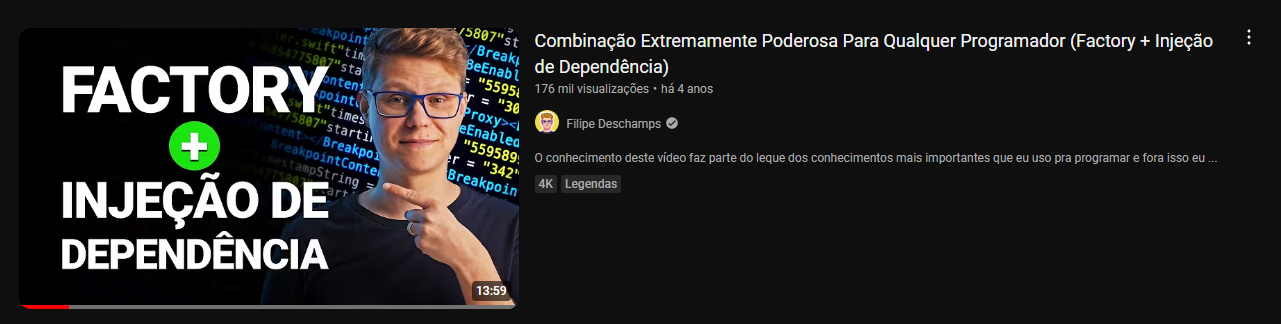 FACTORY
+
INJEÇÃO DE
DEPENDÊNCIA
13:59
Combinação Extremamente Poderosa Para Qualquer Programador (Factory + Injeção
de Dependência)
176 mil visualizações • há 4 anos
Filipe Deschamps
O conhecimento deste vídeo faz parte do leque dos conhecimentos mais importantes que eu uso pra programar e fora isso eu ...
4K Legendas